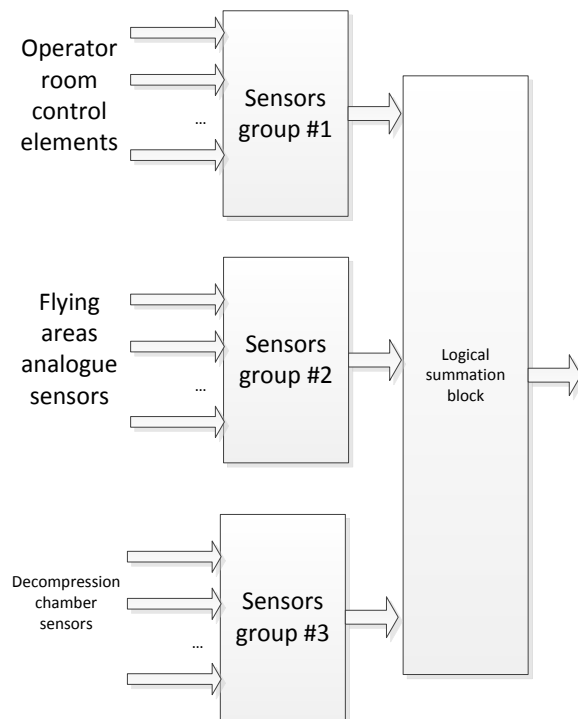 Operator
room
control
elements
...
Sensors
group #1
Flying
areas
analogue
sensors
...
Sensors
group #2
Logical
summation
block
Decompression
chamber
sensors
...
Sensors
group #3